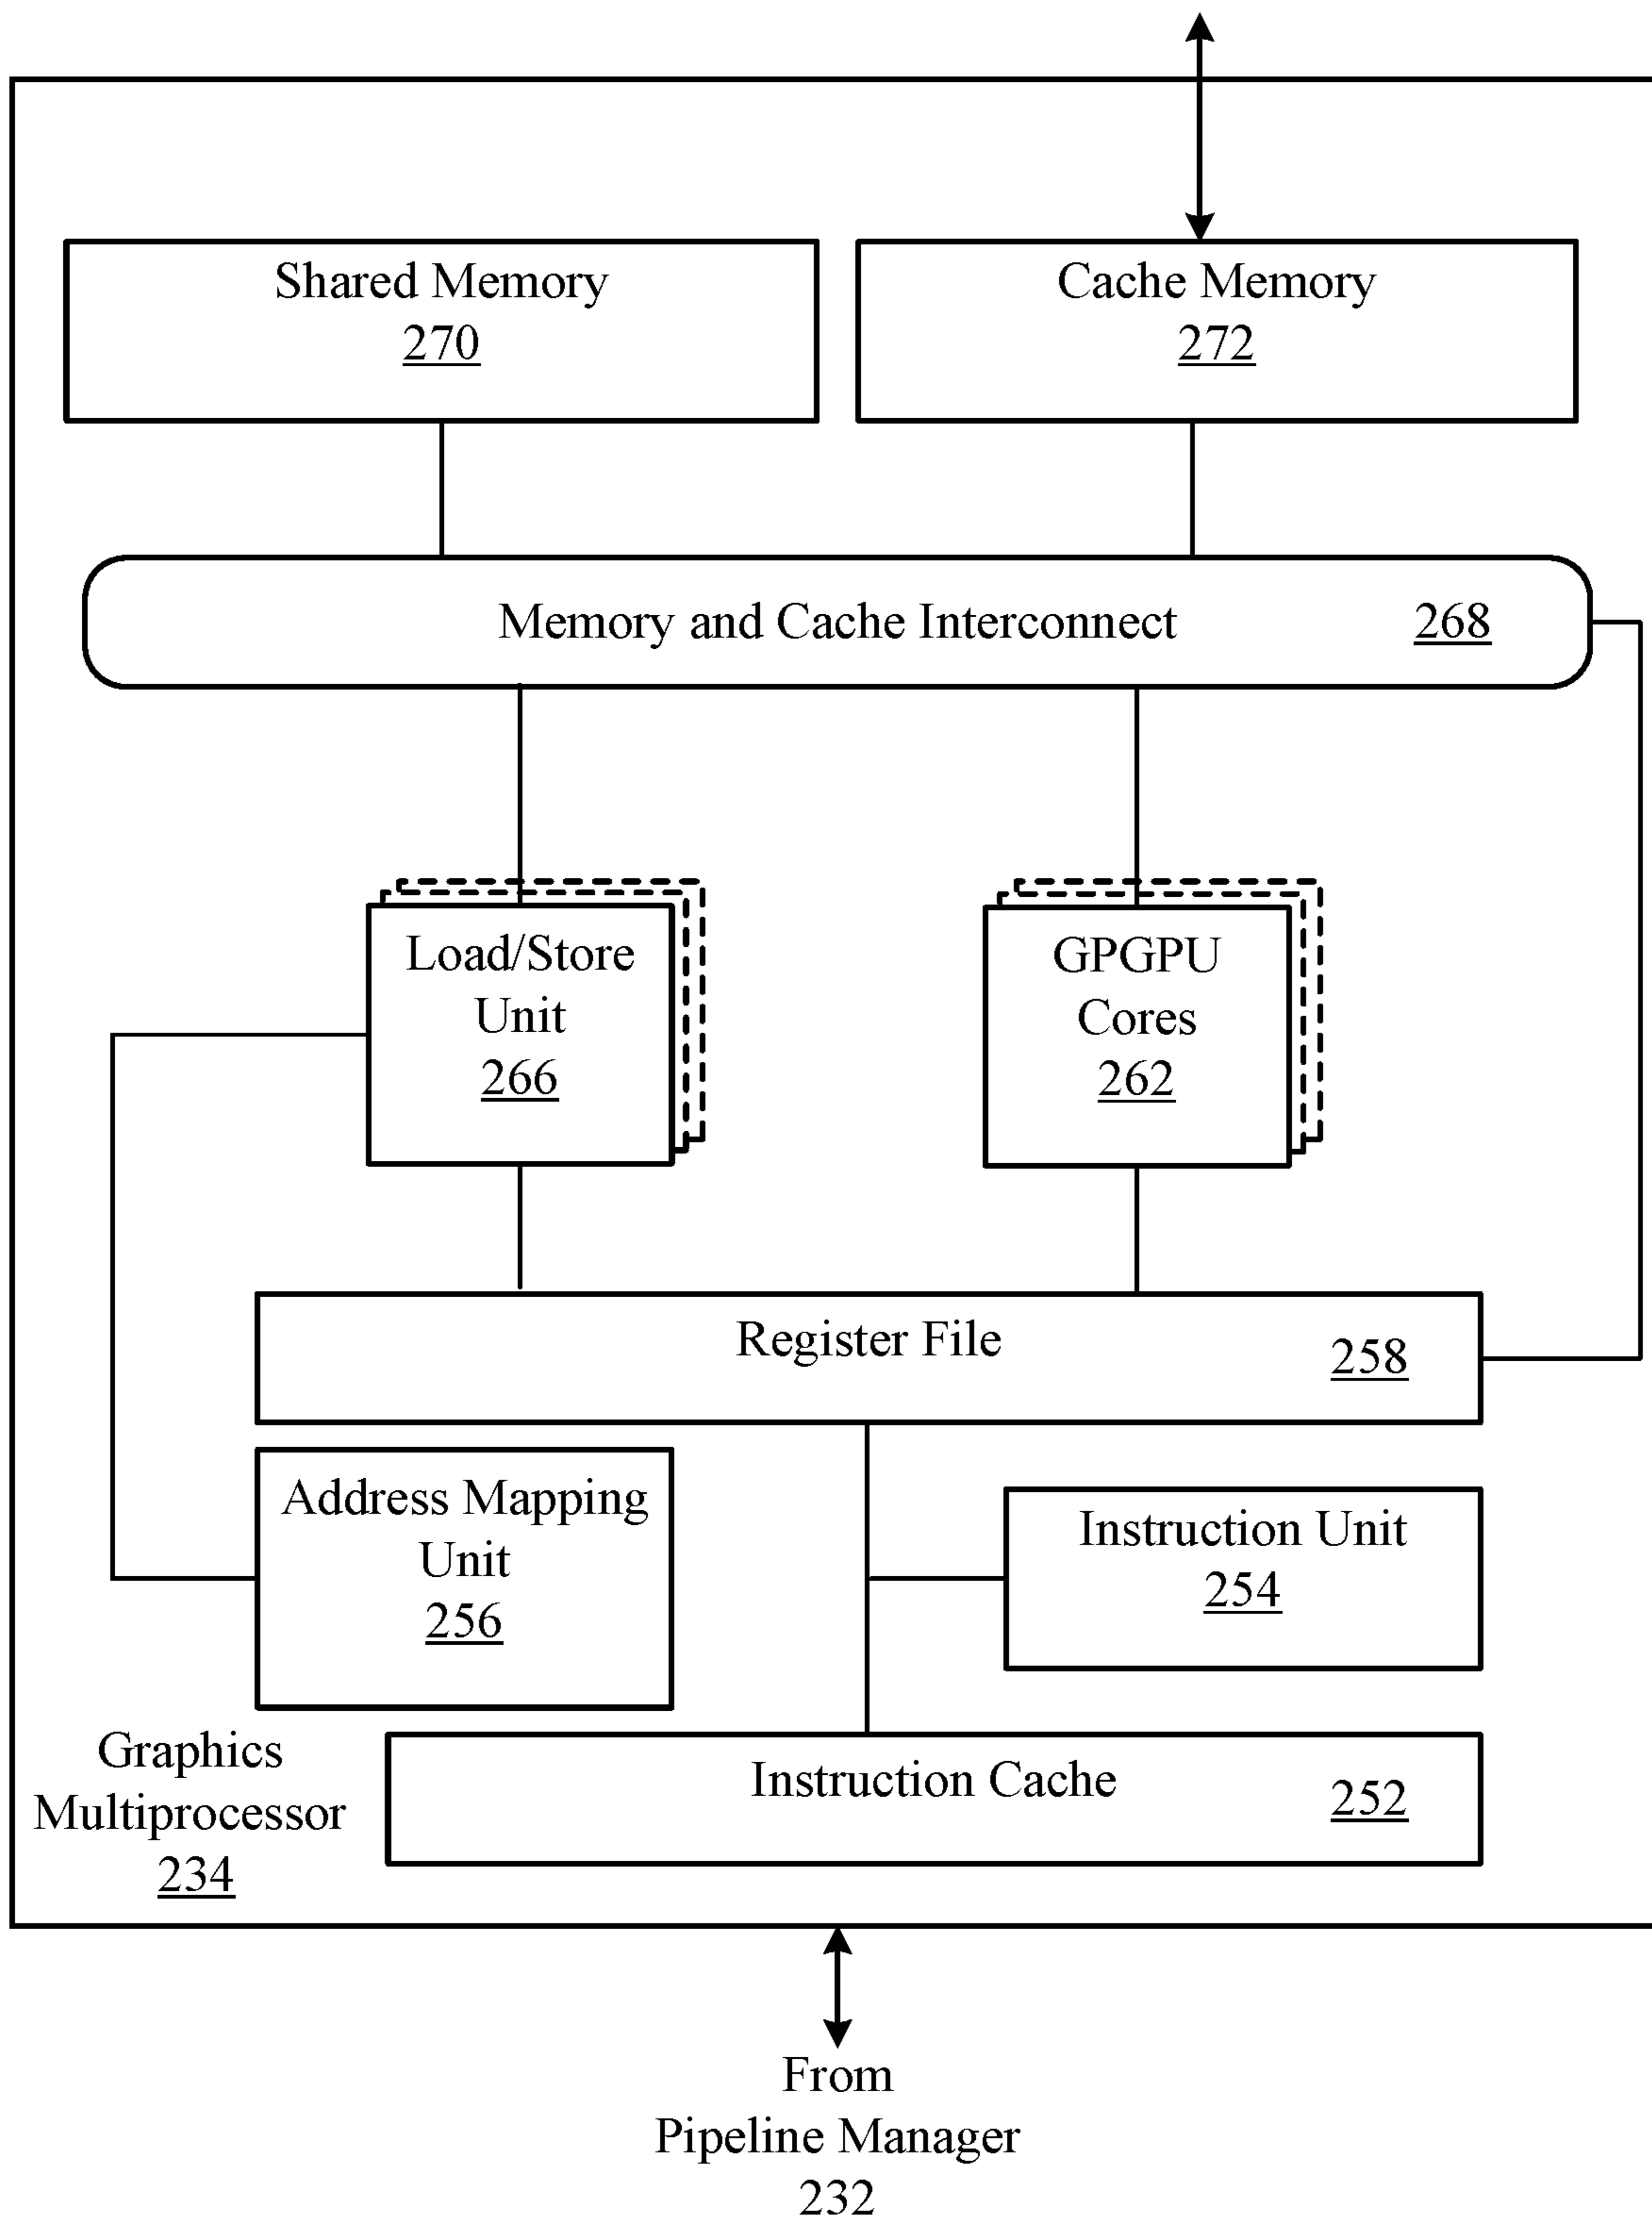 Shared Memory
270
Cache Memory
272
Memory and Cache Interconnect 268
Load/Store
Unit
266
GPGPU
Cores
262
Register File 258
Address Mapping
Unit
256
Instruction Unit
254
Graphics
Multiprocessor
234
Instruction Cache 252
From
Pipeline Manager
232